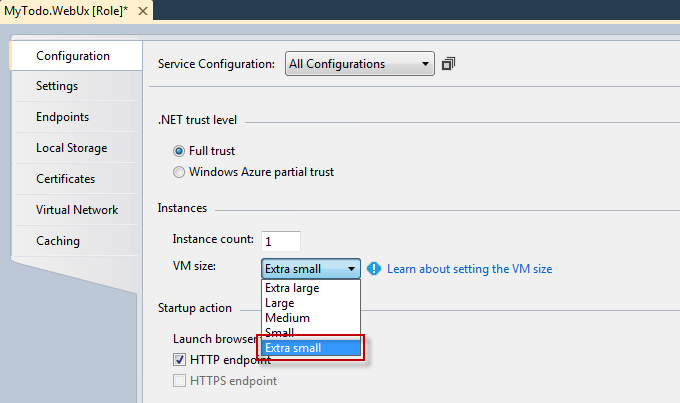 MyTodo.WebUx [Role]*
Configuration
Settings
Endpoints
Local Storage
Certificates
Virtual Network
Caching
Service Configuration: All Configurations
.NET trust level
Full trust
Windows Azure partial trust
Instances
Instance count: 1
VM size: Extra small Learn about setting the VM size
Extra large
Large
Medium
Small
Extra small
Startup action
Launch browser
HTTP endpoint
HTTPS endpoint